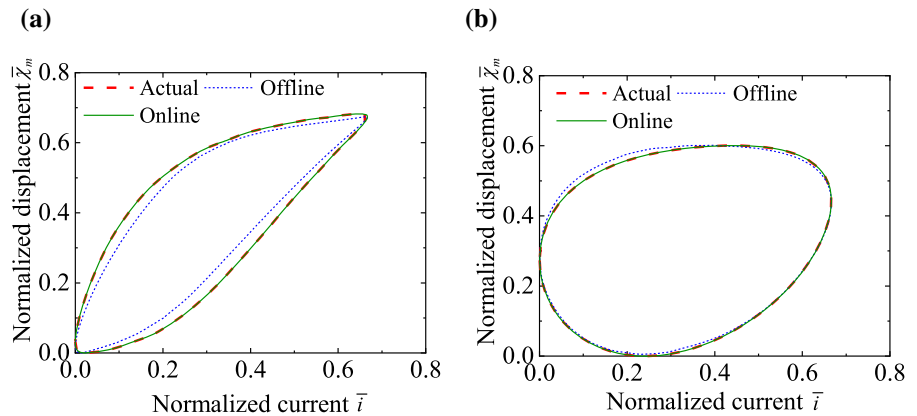 (a)
Normalized displacement χ̄ₘ
0.8
0.6
0.4
0.2
0.0
Actual
Offline
Online
0.0 0.2 0.4 0.6 0.8
Normalized current ī
(b)
Normalized displacement χ̄ₘ
0.8
0.6
0.4
0.2
0.0
Actual
Offline
Online
0.0 0.2 0.4 0.6 0.8
Normalized current ī